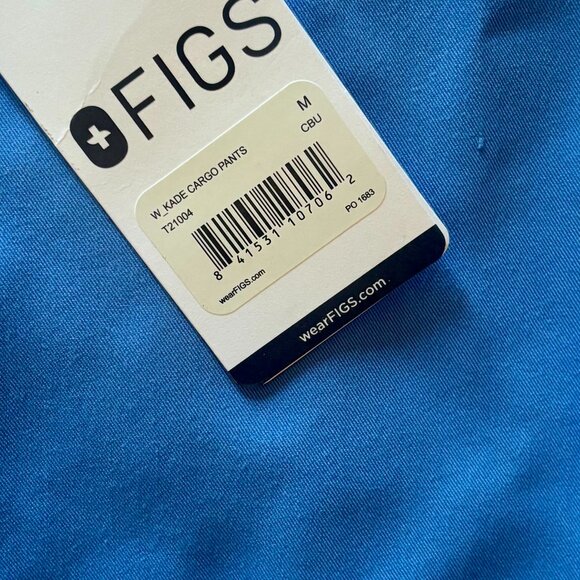 FIGS
M
W_KADE CARGO PANTS
CBU
T21004
8 41531 10706 2
wearFIGS.com
PO 1683
wearFIGS.com